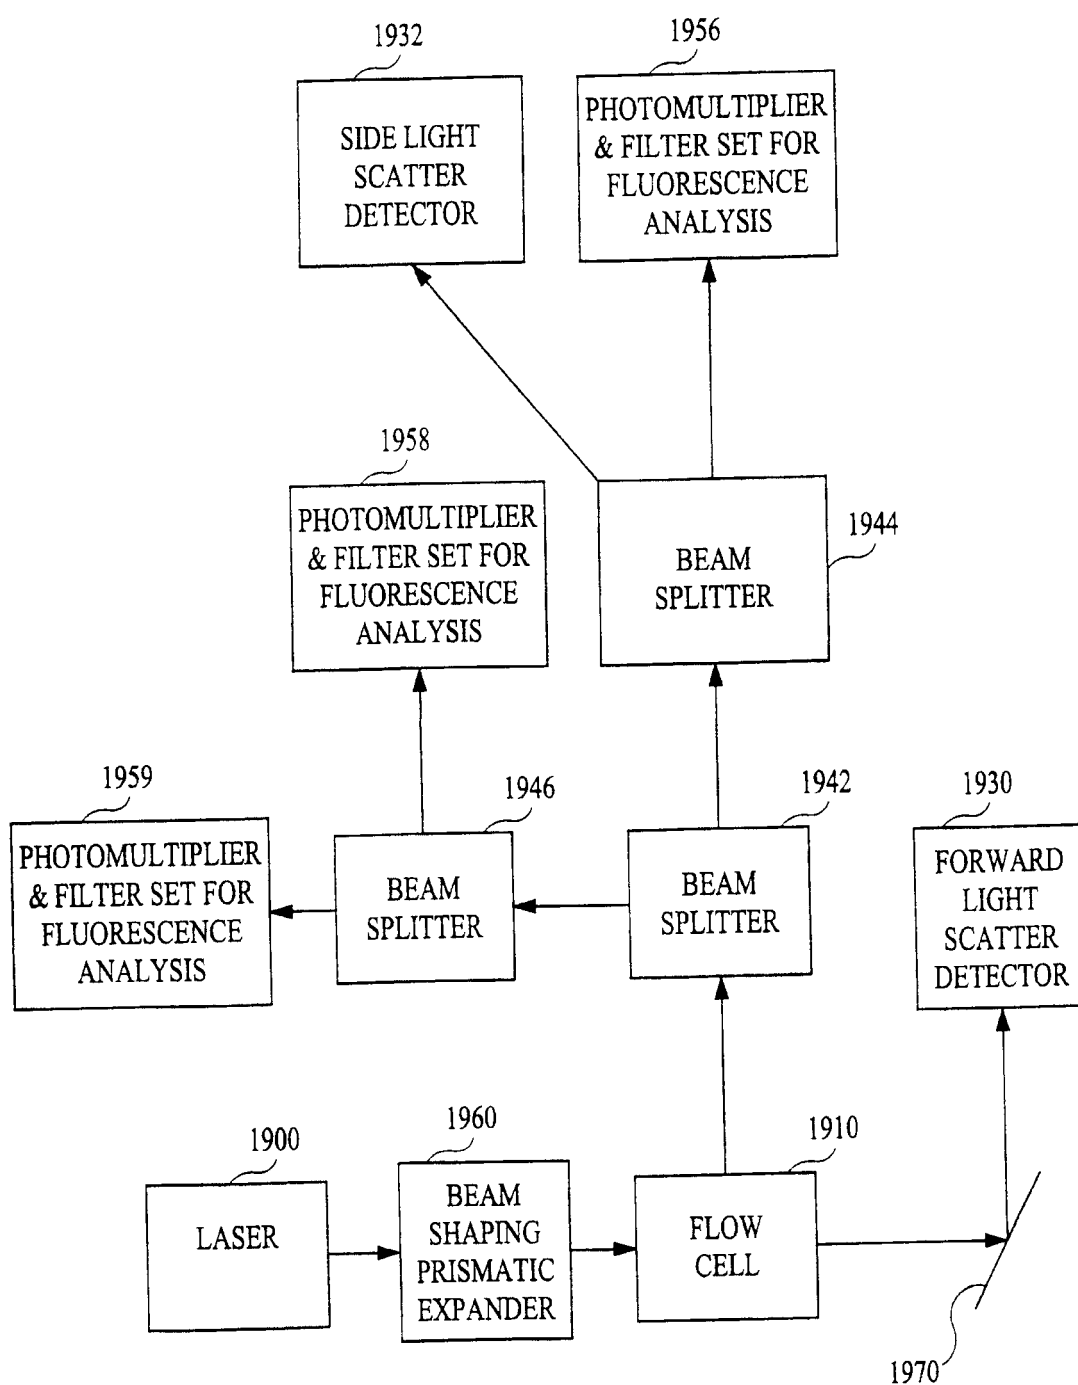 1932
1956
SIDE LIGHT
SCATTER
DETECTOR
PHOTOMULTIPLIER
& FILTER SET FOR
FLUORESCENCE
ANALYSIS
1958
PHOTOMULTIPLIER
& FILTER SET FOR
FLUORESCENCE
ANALYSIS
1944
BEAM
SPLITTER
1959
PHOTOMULTIPLIER
& FILTER SET FOR
FLUORESCENCE
ANALYSIS
1946
BEAM
SPLITTER
1942
BEAM
SPLITTER
1930
FORWARD
LIGHT
SCATTER
DETECTOR
1900
LASER
1960
BEAM
SHAPING
PRISMATIC
EXPANDER
1910
FLOW
CELL
1970